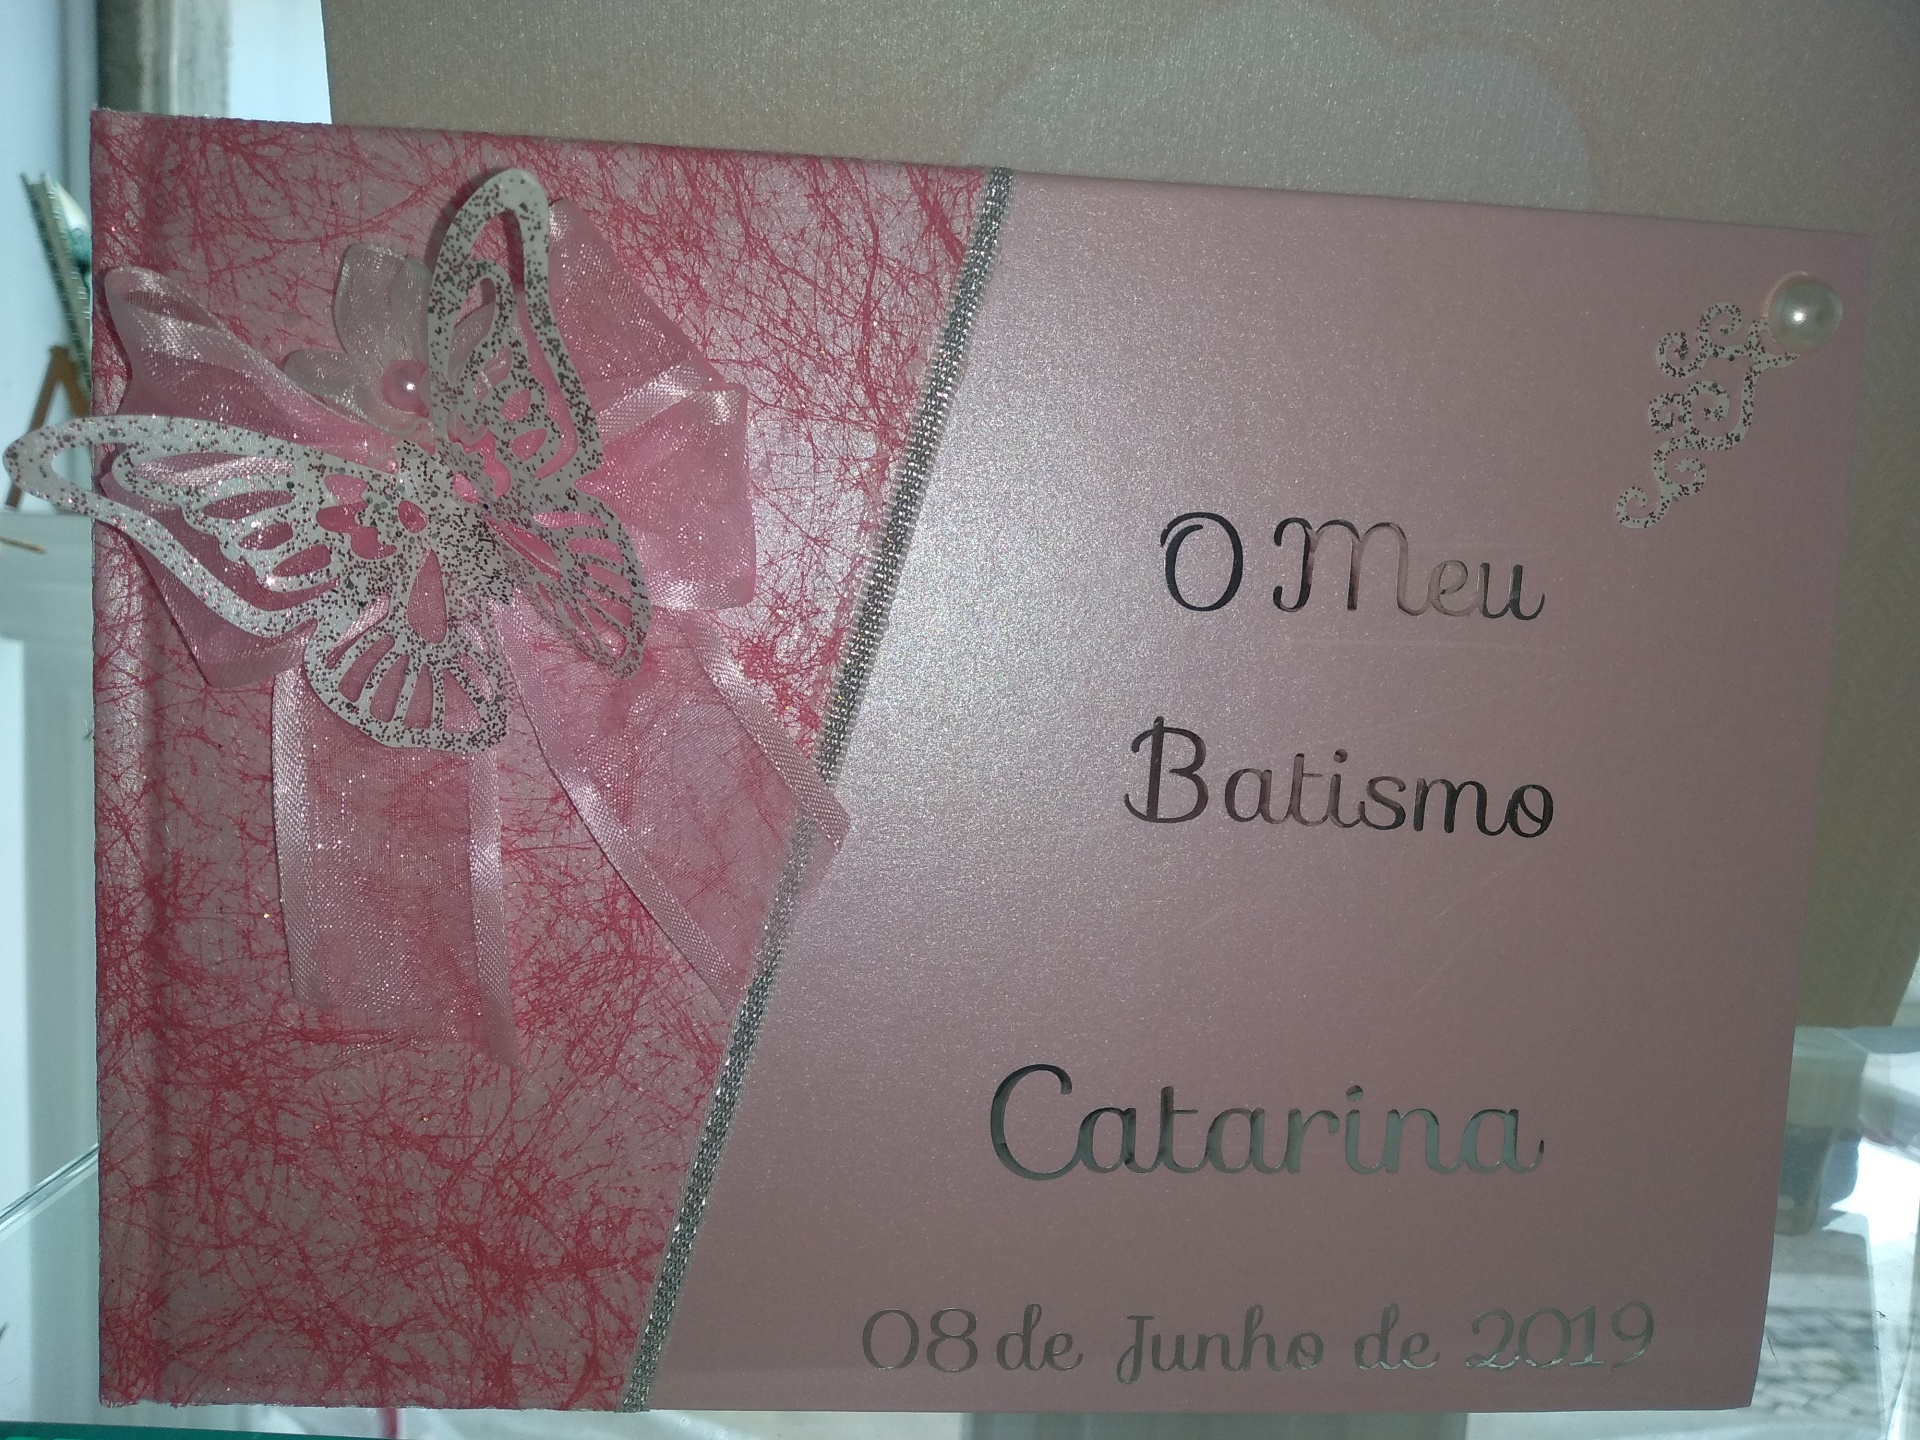 O Meu
Batismo
Catarina
08 de Junho de 2019